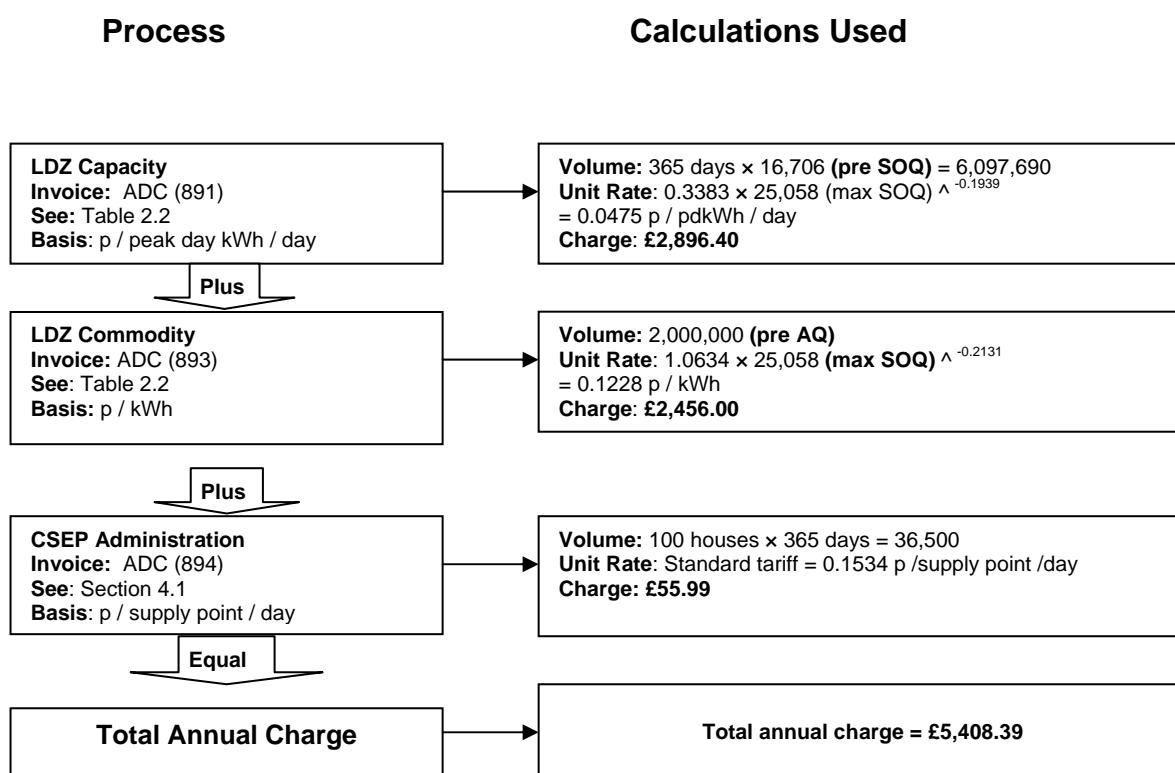 Process
Calculations Used
LDZ Capacity
Invoice: ADC (891)
See: Table 2.2
Basis: p / peak day kWh / day
Volume: 365 days × 16,706 (pre SOQ) = 6,097,690
Unit Rate: 0.3383 × 25,058 (max SOQ) ^ -0.1939
= 0.0475 p / pdkWh / day
Charge: £2,896.40
Plus
LDZ Commodity
Invoice: ADC (893)
See: Table 2.2
Basis: p / kWh
Volume: 2,000,000 (pre AQ)
Unit Rate: 1.0634 × 25,058 (max SOQ) ^ -0.2131
= 0.1228 p / kWh
Charge: £2,456.00
Plus
CSEP Administration
Invoice: ADC (894)
See: Section 4.1
Basis: p / supply point / day
Volume: 100 houses × 365 days = 36,500
Unit Rate: Standard tariff = 0.1534 p /supply point /day
Charge: £55.99
Equal
Total Annual Charge
Total annual charge = £5,408.39